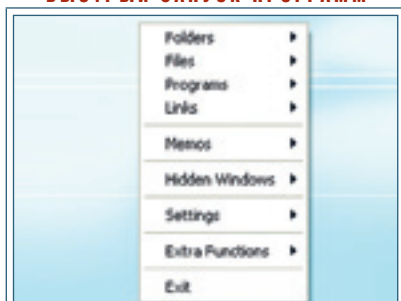 Folders
Files
Programs
Links
Memos
Hidden Windows
Settings
Extra Functions
Exit